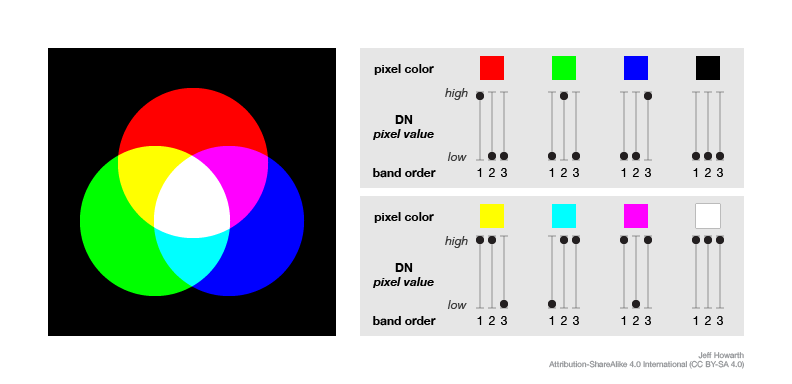 pixel color
high
DN
pixel value
low
band order 1 2 3 1 2 3 1 2 3 1 2 3
pixel color
high
DN
pixel value
low
band order 1 2 3 1 2 3 1 2 3 1 2 3
Jeff Howarth
Attribution-ShareAlike 4.0 International (CC BY-SA 4.0)